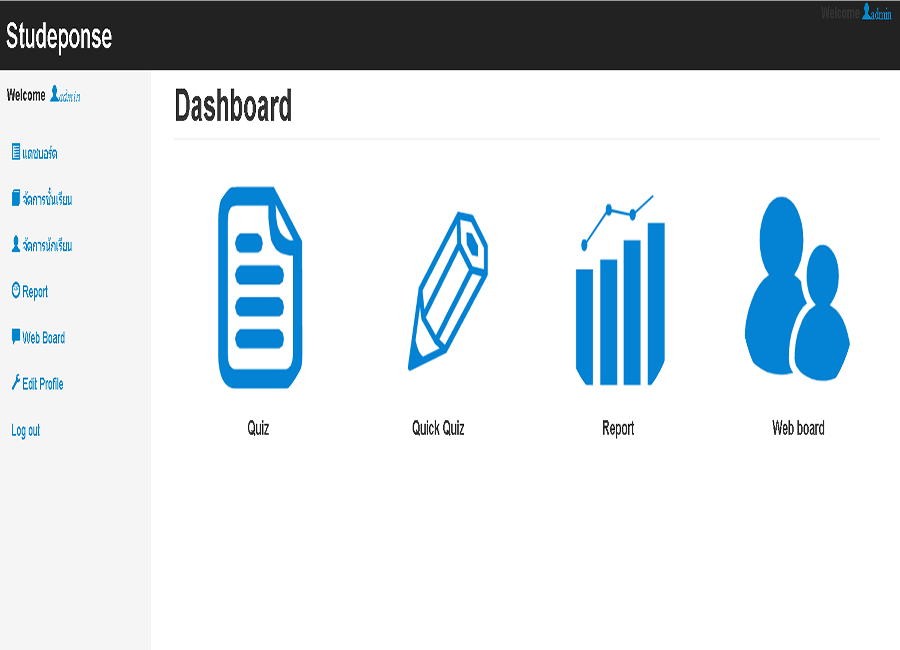 Welcome admin
Studeponse
Welcome admin
แดชบอร์ด
จัดการชั้นเรียน
จัดการนักเรียน
Report
Web Board
Edit Profile
Log out
Dashboard
Quiz
Quick Quiz
Report
Web board